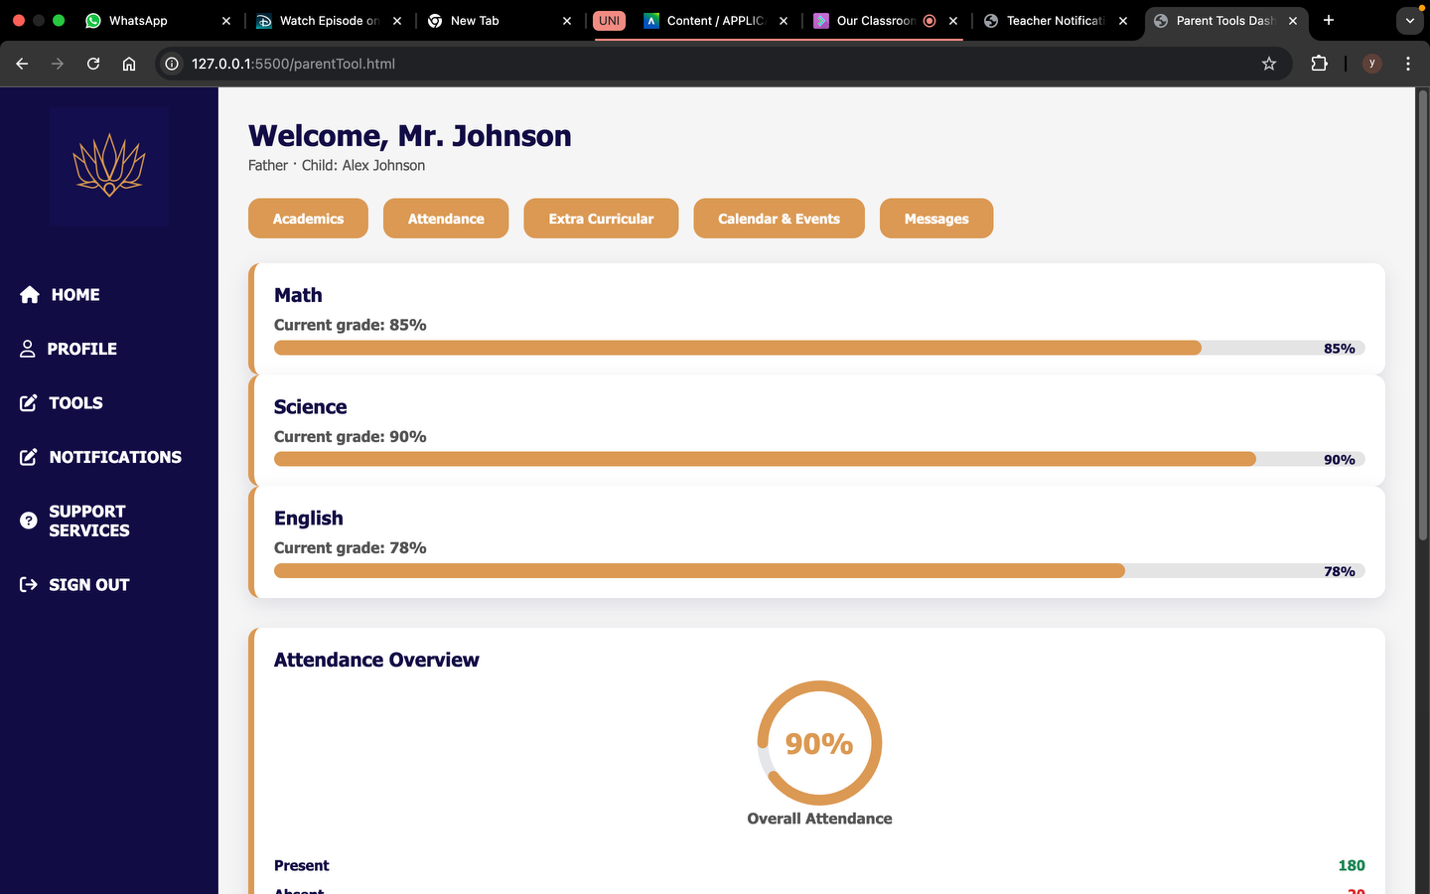 WhatsApp
Watch Episode on
New Tab
UNI
Content / APPLIC
Our Classroom
Teacher Notificati
Parent Tools Dash
127.0.0.1:5500/parentTool.html
y
Welcome, Mr. Johnson
Father · Child: Alex Johnson
Academics
Attendance
Extra Curricular
Calendar & Events
Messages
HOME
PROFILE
TOOLS
NOTIFICATIONS
SUPPORT
SERVICES
SIGN OUT
Math
Current grade: 85%
85%
Science
Current grade: 90%
90%
English
Current grade: 78%
78%
Attendance Overview
90%
Overall Attendance
Present
180
Absent
20